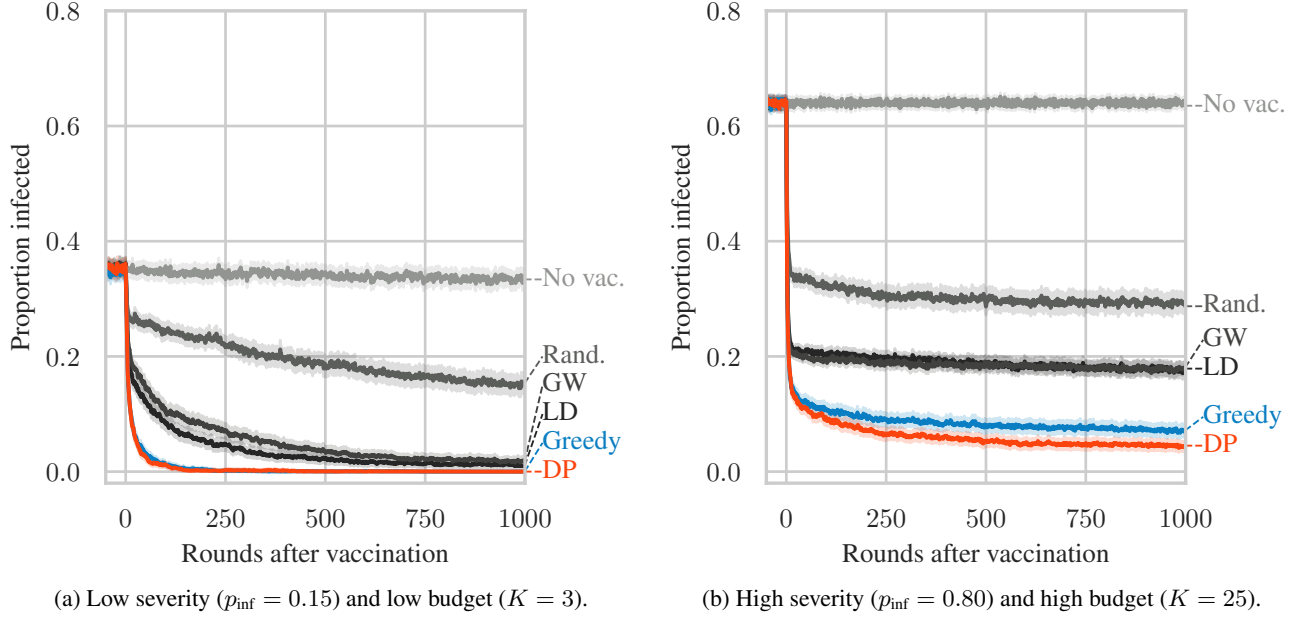 0.8
0.6
0.4
0.2
0.0
Proportion infected
No vac.
Rand.
GW
LD
Greedy
DP
0
250
500
750
1000
Rounds after vaccination
(a) Low severity (p_inf = 0.15) and low budget (K = 3).
0.8
0.6
0.4
0.2
0.0
Proportion infected
No vac.
Rand.
GW
LD
Greedy
DP
0
250
500
750
1000
Rounds after vaccination
(b) High severity (p_inf = 0.80) and high budget (K = 25).